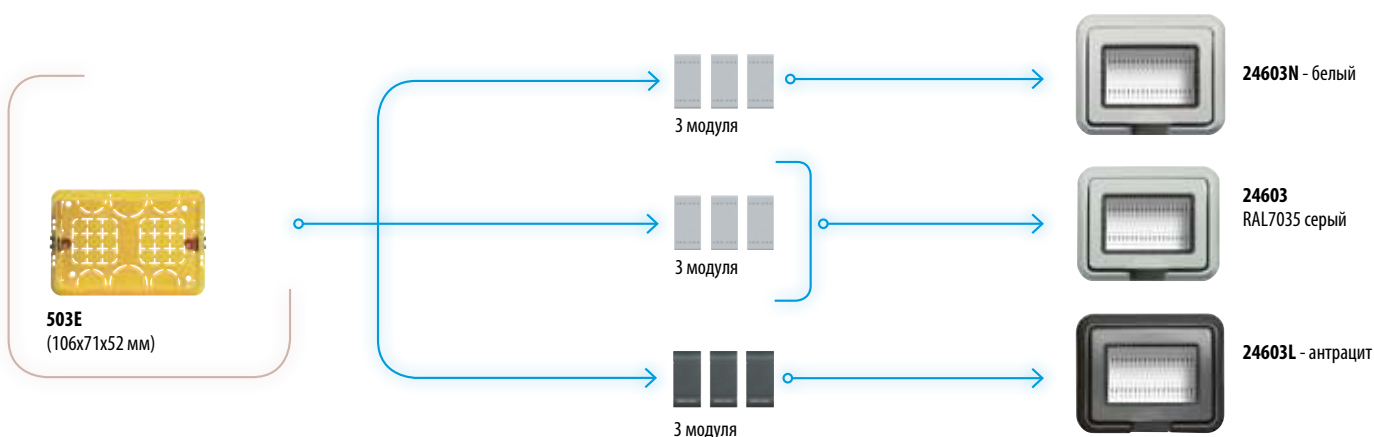 3 модуля
24603N - белый
503E
(106x71x52 мм)
3 модуля
24603
RAL7035 серый
3 модуля
24603L - антрацит